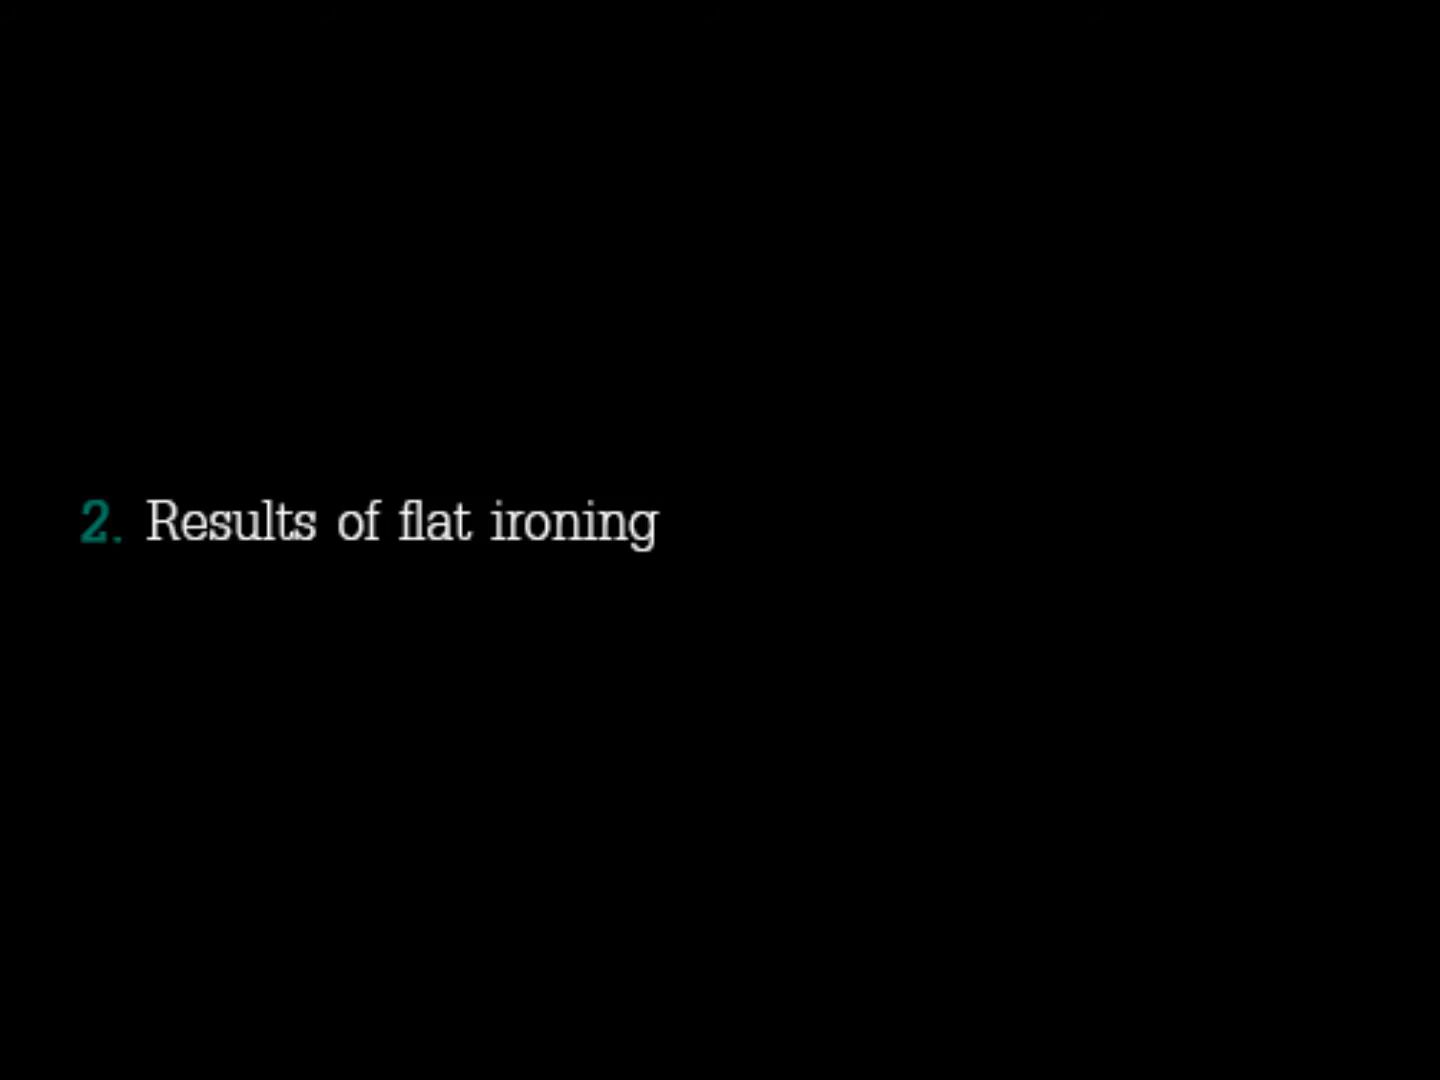 2. Results of flat ironing